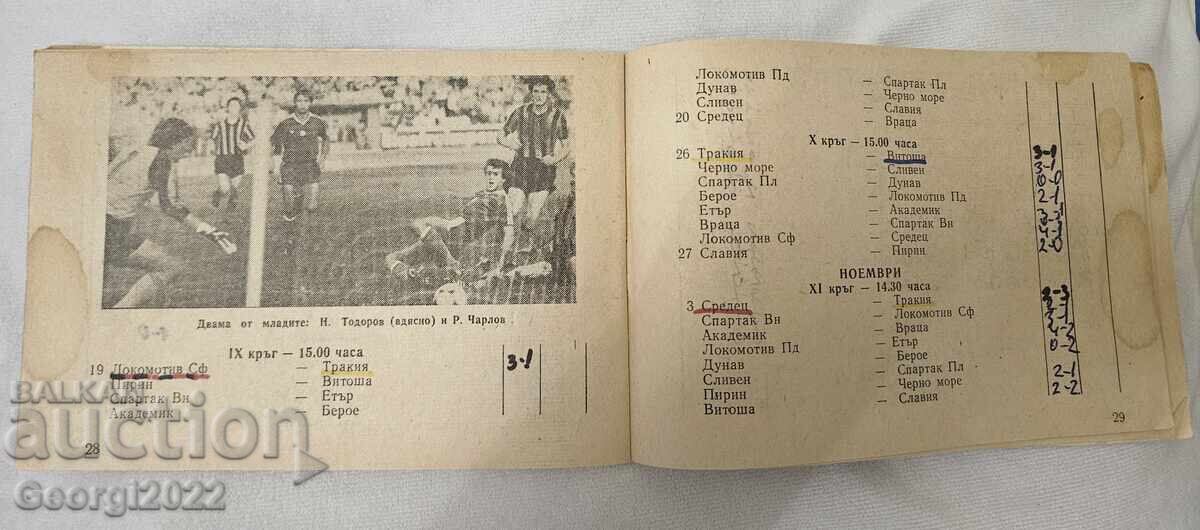 Двама от младите: Н. Тодоров (вдясно) и Р. Чарлов.
IX кръг — 15.00 часа
19 Локомотив Сф — Тракия 3-1
Пирин — Витоша
Спартак Вн — Етър
Академик — Берое
28
Локомотив Пд — Спартак Пл
Дунав — Черно море
Сливен — Славия
20 Средец — Враца
X кръг — 15.00 часа
26 Тракия — Витоша 3-1
Черно море — Сливен
Спартак Пл — Дунав 0-0
Берое — Локомотив Пд 2-1
Етър — Академик
Враца — Спартак Вн
Локомотив Сф — Средец
27 Славия — Пирин
НОЕМВРИ
XI кръг — 14.30 часа
3 Средец — Тракия
Спартак Вн — Локомотив Сф
Академик — Враца
Локомотив Пд — Етър 0-2
Дунав — Берое
Сливен — Спартак Пл 2-1
Пирин — Черно море 2-2
Витоша — Славия
29
BALKAN
auction
Georgi2022